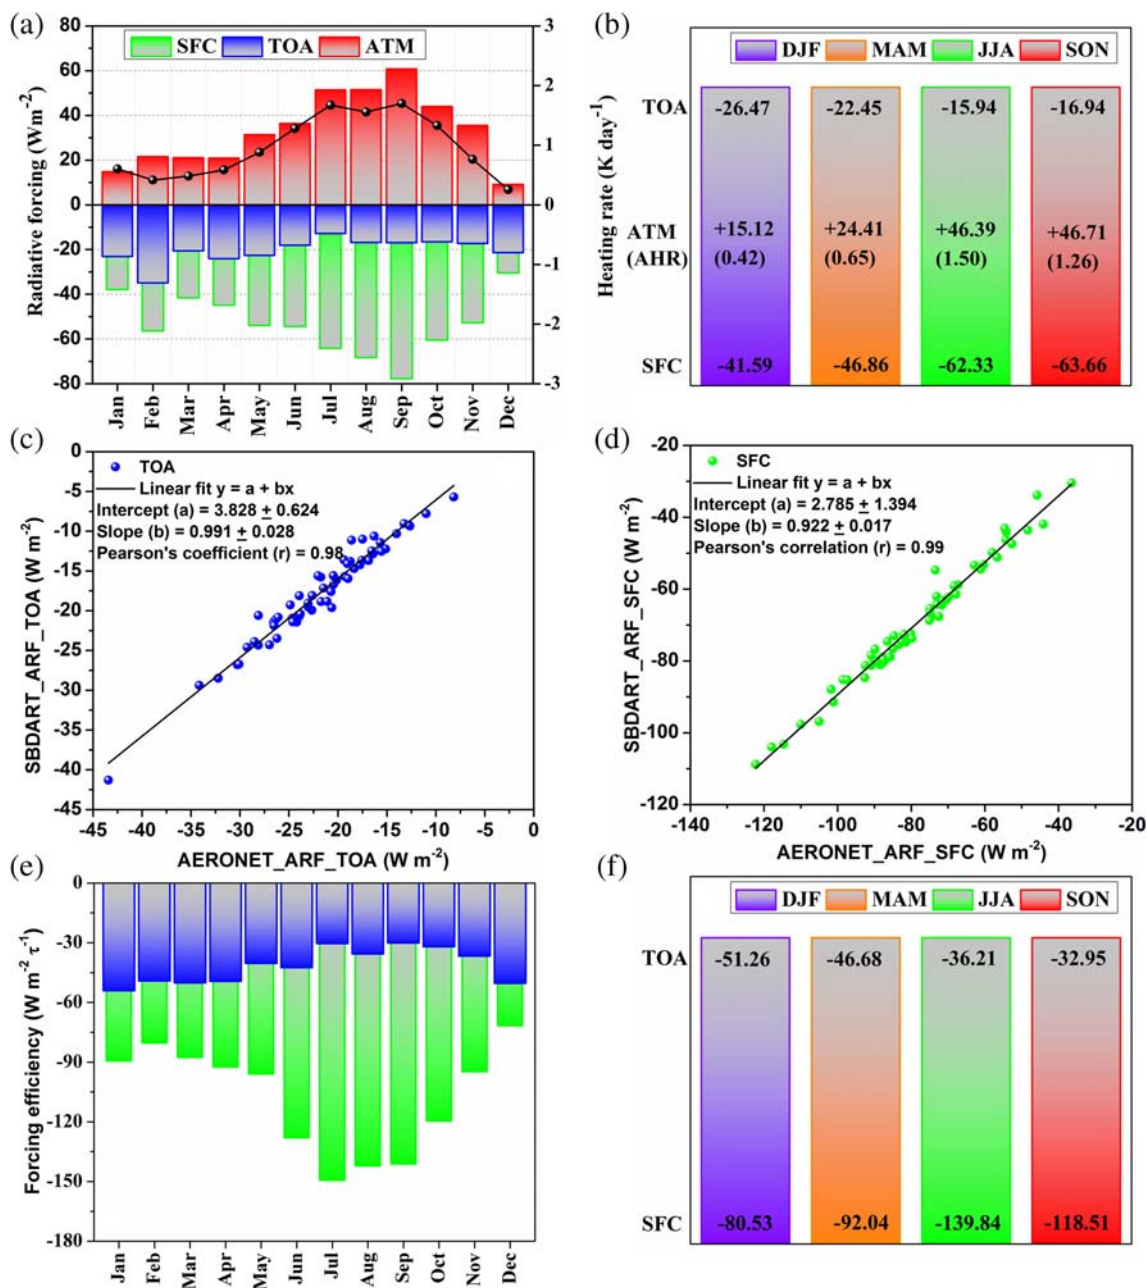 (a)
SFC TOA ATM
Radiative forcing (Wm-2)
80
60
40
20
0
-20
-40
-60
-80
3
2
1
0
-1
-2
-3
Jan Feb Mar Apr May Jun Jul Aug Sep Oct Nov Dec
(b)
DJF MAM JJA SON
Heating rate (K day-1)
TOA -26.47 -22.45 -15.94 -16.94
ATM +15.12 +24.41 +46.39 +46.71
(AHR) (0.42) (0.65) (1.50) (1.26)
SFC -41.59 -46.86 -62.33 -63.66
(c)
TOA
Linear fit y = a + bx
Intercept (a) = 3.828 ± 0.624
Slope (b) = 0.991 ± 0.028
Pearson's coefficient (r) = 0.98
SBDART_ARF_TOA (W m-2)
0
-5
-10
-15
-20
-25
-30
-35
-40
-45
-45 -40 -35 -30 -25 -20 -15 -10 -5 0
AERONET_ARF_TOA (W m-2)
(d)
SFC
Linear fit y = a + bx
Intercept (a) = 2.785 ± 1.394
Slope (b) = 0.922 ± 0.017
Pearson's correlation (r) = 0.99
SBDART_ARF_SFC (W m-2)
-20
-40
-60
-80
-100
-120
-140 -120 -100 -80 -60 -40 -20
AERONET_ARF_SFC (W m-2)
(e)
Forcing efficiency (W m-2 τ-1)
0
-30
-60
-90
-120
-150
-180
Jan Feb Mar Apr May Jun Jul Aug Sep Oct Nov Dec
(f)
DJF MAM JJA SON
TOA -51.26 -46.68 -36.21 -32.95
SFC -80.53 -92.04 -139.84 -118.51